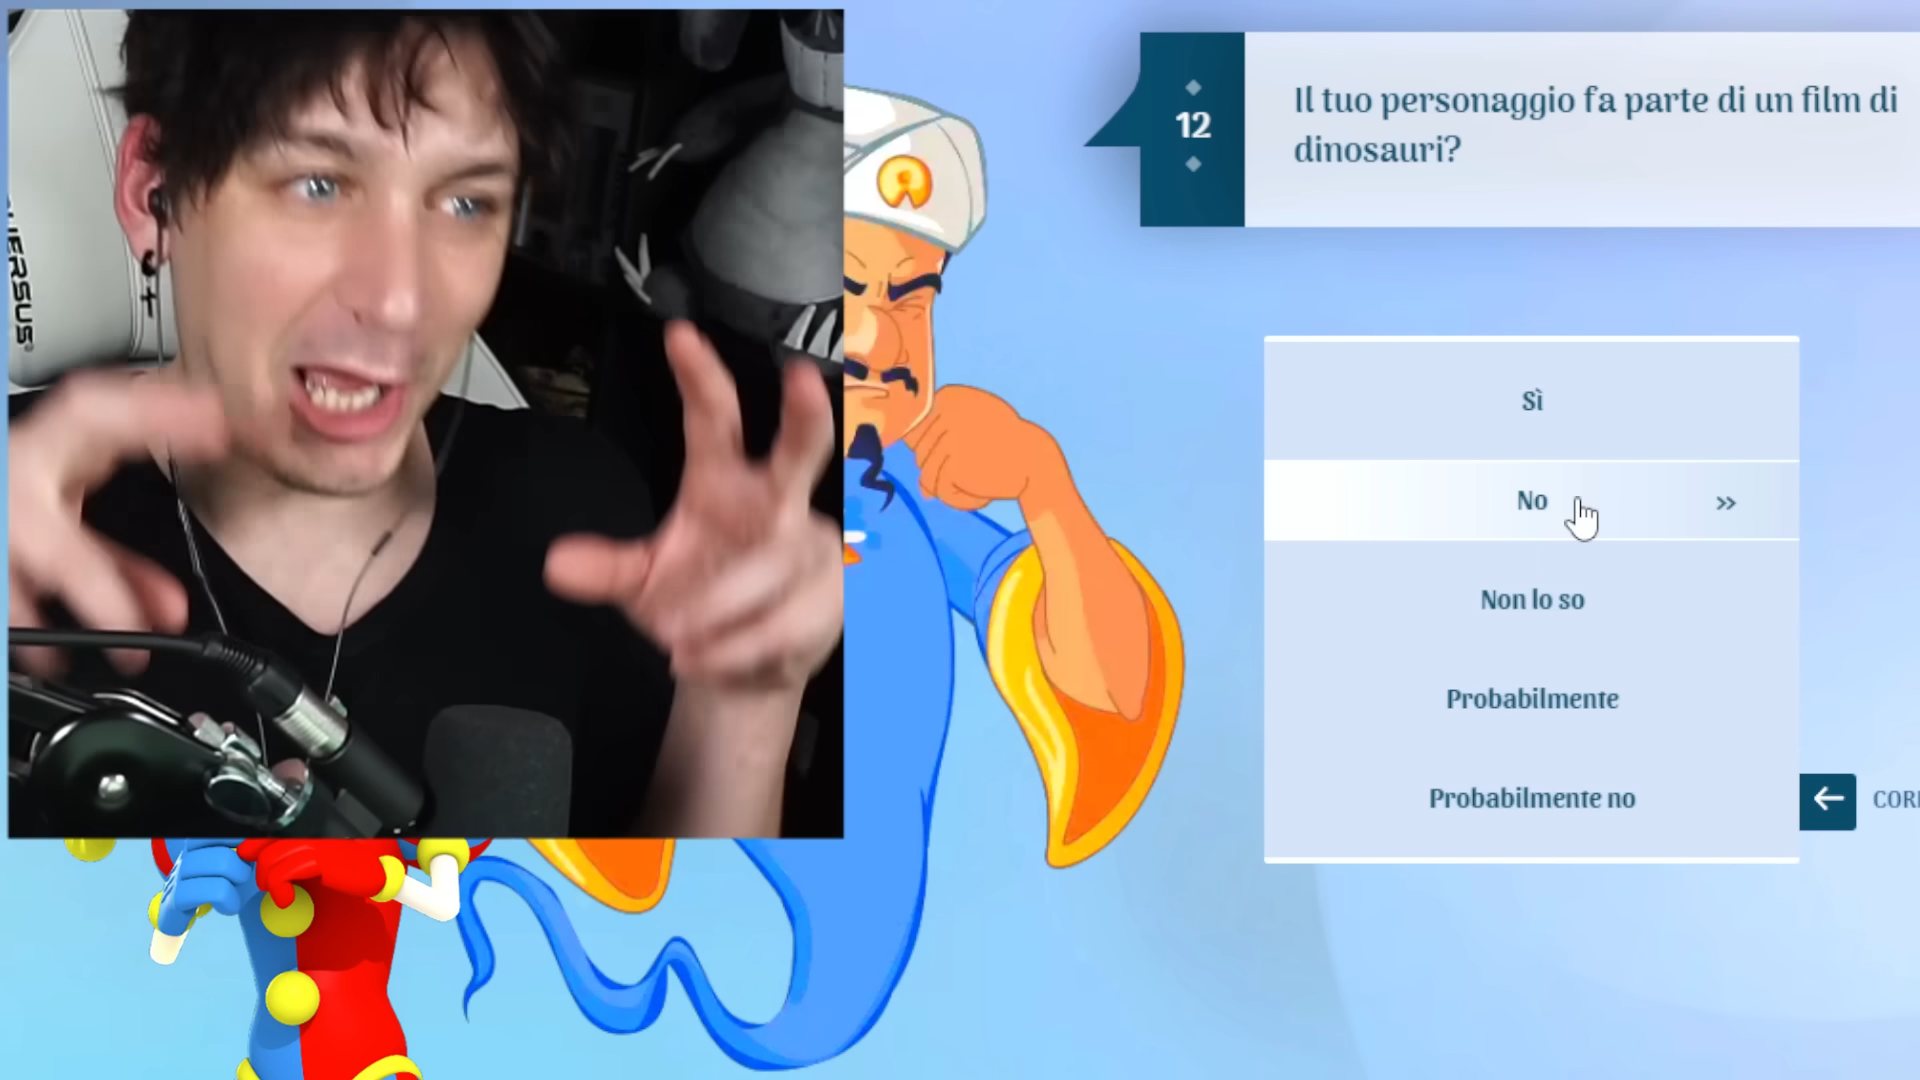 12
Il tuo personaggio fa parte di un film di
dinosauri?
Sì
No
Non lo so
Probabilmente
Probabilmente no